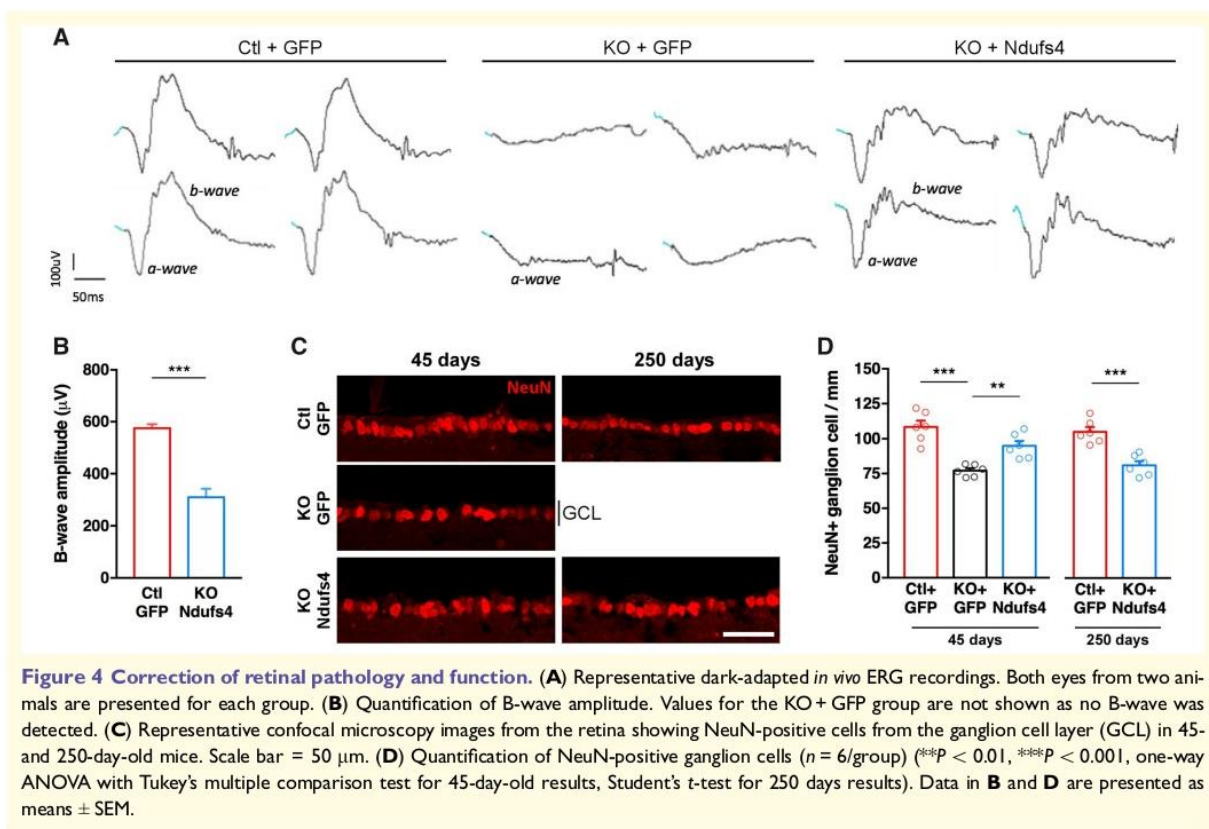 A
Ctl + GFP
KO + GFP
KO + Ndufs4
b-wave
a-wave
a-wave
b-wave
a-wave
100uV
50ms
B
B-wave amplitude (μV)
800
600
400
200
0
***
Ctl
GFP
KO
Ndufs4
C
45 days
250 days
NeuN
Ctl
GFP
KO
GFP
GCL
KO
Ndufs4
D
NeuN+ ganglion cell / mm
150
125
100
75
50
25
0
***
**
***
Ctl+
GFP
KO+
GFP
KO+
Ndufs4
Ctl+
GFP
KO+
Ndufs4
45 days
250 days
Figure 4 Correction of retinal pathology and function. (A) Representative dark-adapted in vivo ERG recordings. Both eyes from two ani-
mals are presented for each group. (B) Quantification of B-wave amplitude. Values for the KO + GFP group are not shown as no B-wave was
detected. (C) Representative confocal microscopy images from the retina showing NeuN-positive cells from the ganglion cell layer (GCL) in 45-
and 250-day-old mice. Scale bar = 50 μm. (D) Quantification of NeuN-positive ganglion cells (n = 6/group) (**P < 0.01, ***P < 0.001, one-way
ANOVA with Tukey's multiple comparison test for 45-day-old results, Student's t-test for 250 days results). Data in B and D are presented as
means ± SEM.